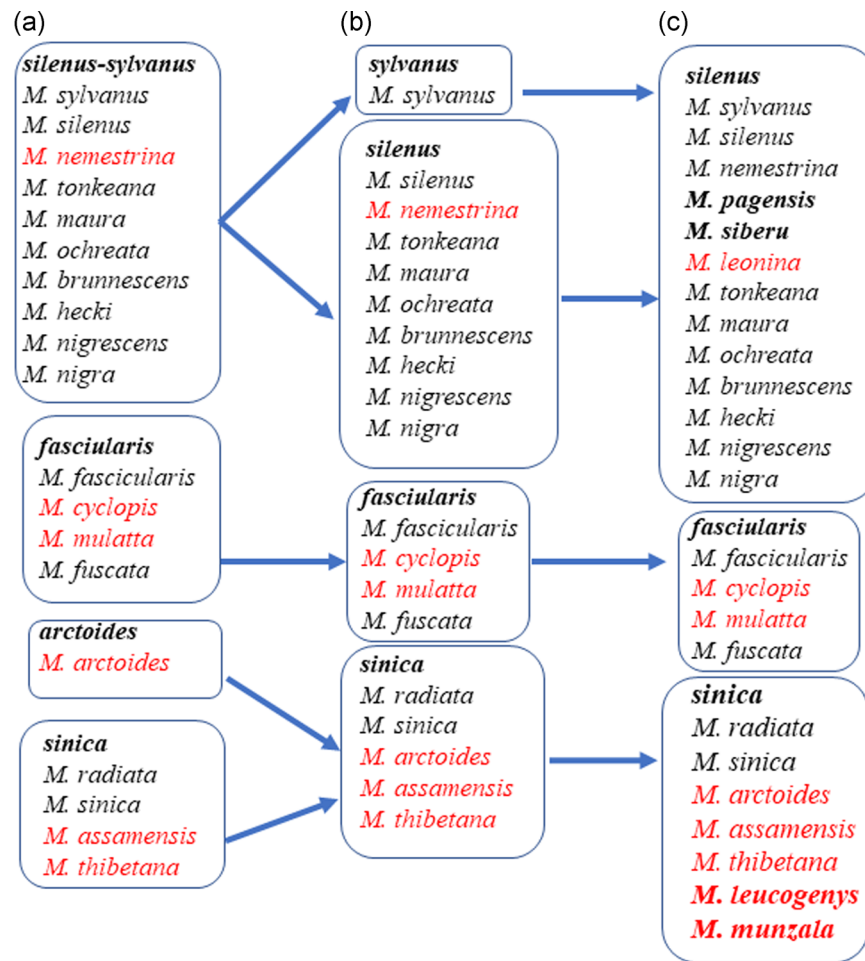 (a)
silenus-sylvanus
M. sylvanus
M. silenus
M. nemestrina
M. tonkeana
M. maura
M. ochreata
M. brunnescens
M. hecki
M. nigrescens
M. nigra
fasciularis
M. fascicularis
M. cyclopis
M. mulatta
M. fuscata
arctoides
M. arctoides
sinica
M. radiata
M. sinica
M. assamensis
M. thibetana
(b)
sylvanus
M. sylvanus
silenus
M. silenus
M. nemestrina
M. tonkeana
M. maura
M. ochreata
M. brunnescens
M. hecki
M. nigrescens
M. nigra
fasciularis
M. fascicularis
M. cyclopis
M. mulatta
M. fuscata
sinica
M. radiata
M. sinica
M. arctoides
M. assamensis
M. thibetana
(c)
silenus
M. sylvanus
M. silenus
M. nemestrina
M. pagensis
M. siberu
M. leonina
M. tonkeana
M. maura
M. ochreata
M. brunnescens
M. hecki
M. nigrescens
M. nigra
fasciularis
M. fascicularis
M. cyclopis
M. mulatta
M. fuscata
sinica
M. radiata
M. sinica
M. arctoides
M. assamensis
M. thibetana
M. leucogenys
M. munzala